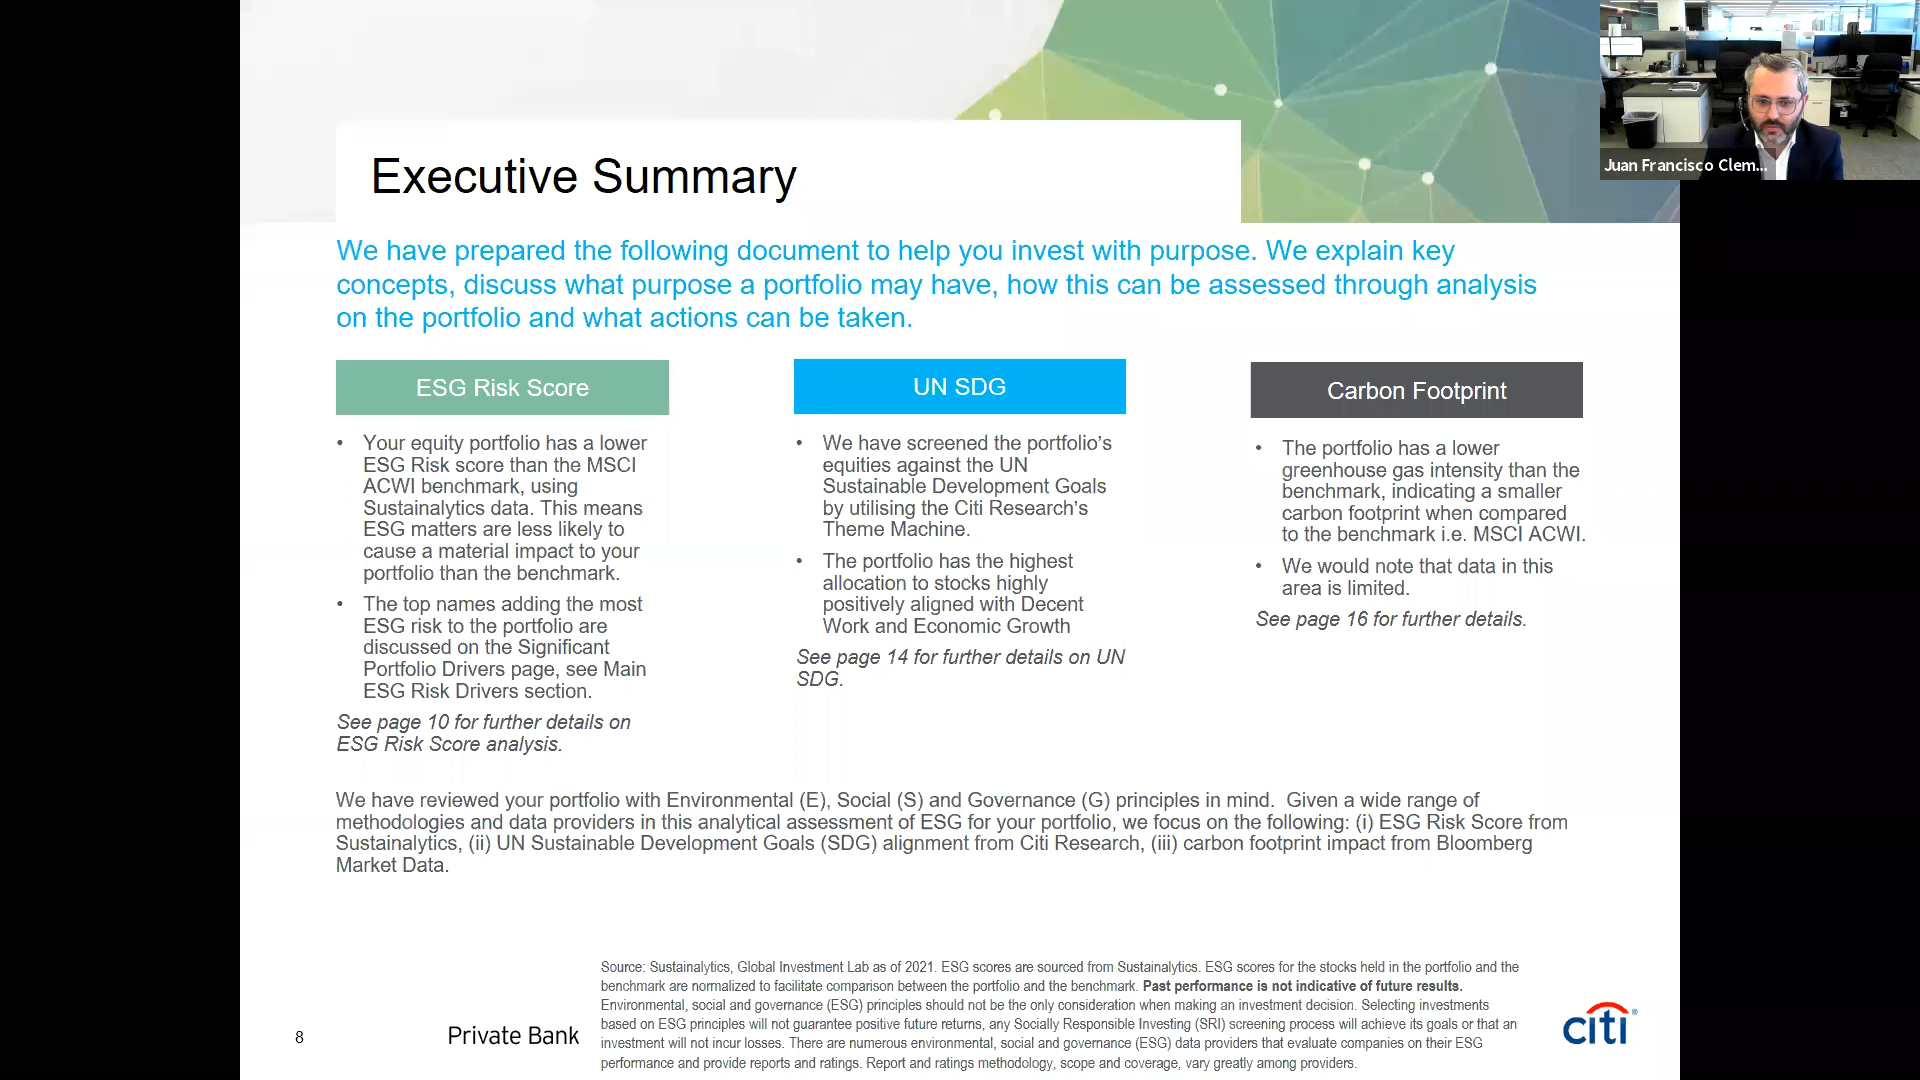 Juan Francisco Clem...
Executive Summary
We have prepared the following document to help you invest with purpose. We explain key
concepts, discuss what purpose a portfolio may have, how this can be assessed through analysis
on the portfolio and what actions can be taken.
ESG Risk Score
• Your equity portfolio has a lower
ESG Risk score than the MSCI
ACWI benchmark, using
Sustainalytics data. This means
ESG matters are less likely to
cause a material impact to your
portfolio than the benchmark.
• The top names adding the most
ESG risk to the portfolio are
discussed on the Significant
Portfolio Drivers page, see Main
ESG Risk Drivers section.
See page 10 for further details on
ESG Risk Score analysis.
UN SDG
• We have screened the portfolio's
equities against the UN
Sustainable Development Goals
by utilising the Citi Research's
Theme Machine.
• The portfolio has the highest
allocation to stocks highly
positively aligned with Decent
Work and Economic Growth
See page 14 for further details on UN
SDG.
Carbon Footprint
• The portfolio has a lower
greenhouse gas intensity than the
benchmark, indicating a smaller
carbon footprint when compared
to the benchmark i.e. MSCI ACWI.
• We would note that data in this
area is limited.
See page 16 for further details.
We have reviewed your portfolio with Environmental (E), Social (S) and Governance (G) principles in mind. Given a wide range of
methodologies and data providers in this analytical assessment of ESG for your portfolio, we focus on the following: (i) ESG Risk Score from
Sustainalytics, (ii) UN Sustainable Development Goals (SDG) alignment from Citi Research, (iii) carbon footprint impact from Bloomberg
Market Data.
Source: Sustainalytics, Global Investment Lab as of 2021. ESG scores are sourced from Sustainalytics. ESG scores for the stocks held in the portfolio and the
benchmark are normalized to facilitate comparison between the portfolio and the benchmark. Past performance is not indicative of future results.
Environmental, social and governance (ESG) principles should not be the only consideration when making an investment decision. Selecting investments
based on ESG principles will not guarantee positive future returns, any Socially Responsible Investing (SRI) screening process will achieve its goals or that an
investment will not incur losses. There are numerous environmental, social and governance (ESG) data providers that evaluate companies on their ESG
performance and provide reports and ratings. Report and ratings methodology, scope and coverage, vary greatly among providers.
8
Private Bank
citi®